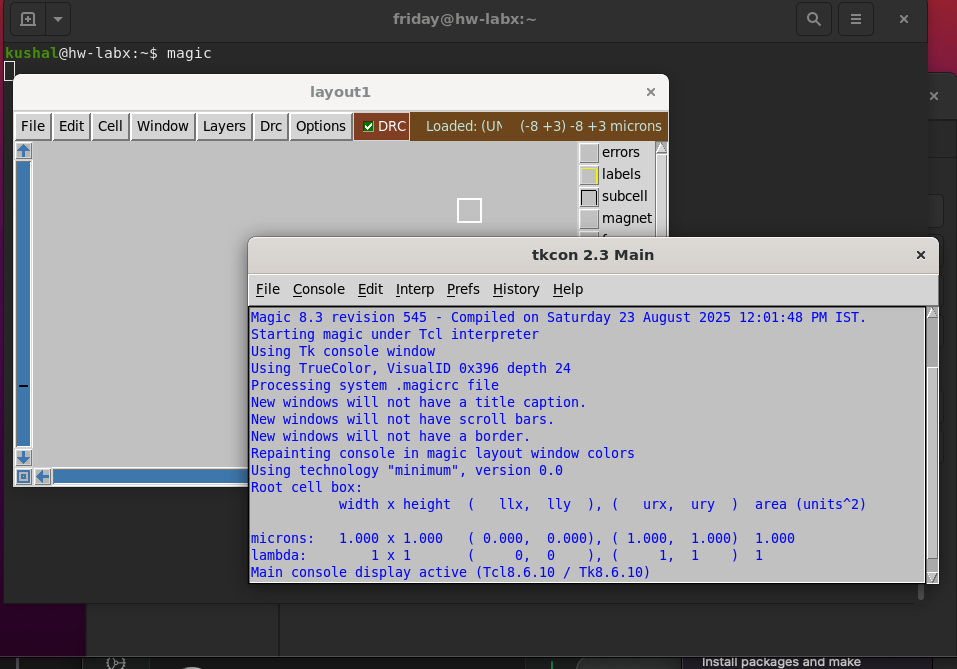 friday@hw-labx:~
kushal@hw-labx:~$ magic
layout1
File Edit Cell Window Layers Drc Options DRC Loaded: (UN (-8 +3) -8 +3 microns
errors
labels
subcell
magnet
tkcon 2.3 Main
File Console Edit Interp Prefs History Help
Magic 8.3 revision 545 - Compiled on Saturday 23 August 2025 12:01:48 PM IST.
Starting magic under Tcl interpreter
Using Tk console window
Using TrueColor, VisualID 0x396 depth 24
Processing system .magicrc file
New windows will not have a title caption.
New windows will not have scroll bars.
New windows will not have a border.
Repainting console in magic layout window colors
Using technology "minimum", version 0.0
Root cell box:
width x height ( llx, lly ), ( urx, ury ) area (units^2)
microns: 1.000 x 1.000 ( 0.000, 0.000), ( 1.000, 1.000) 1.000
lambda: 1 x 1 ( 0, 0 ), ( 1, 1 ) 1
Main console display active (Tcl8.6.10 / Tk8.6.10)
Install packages and make